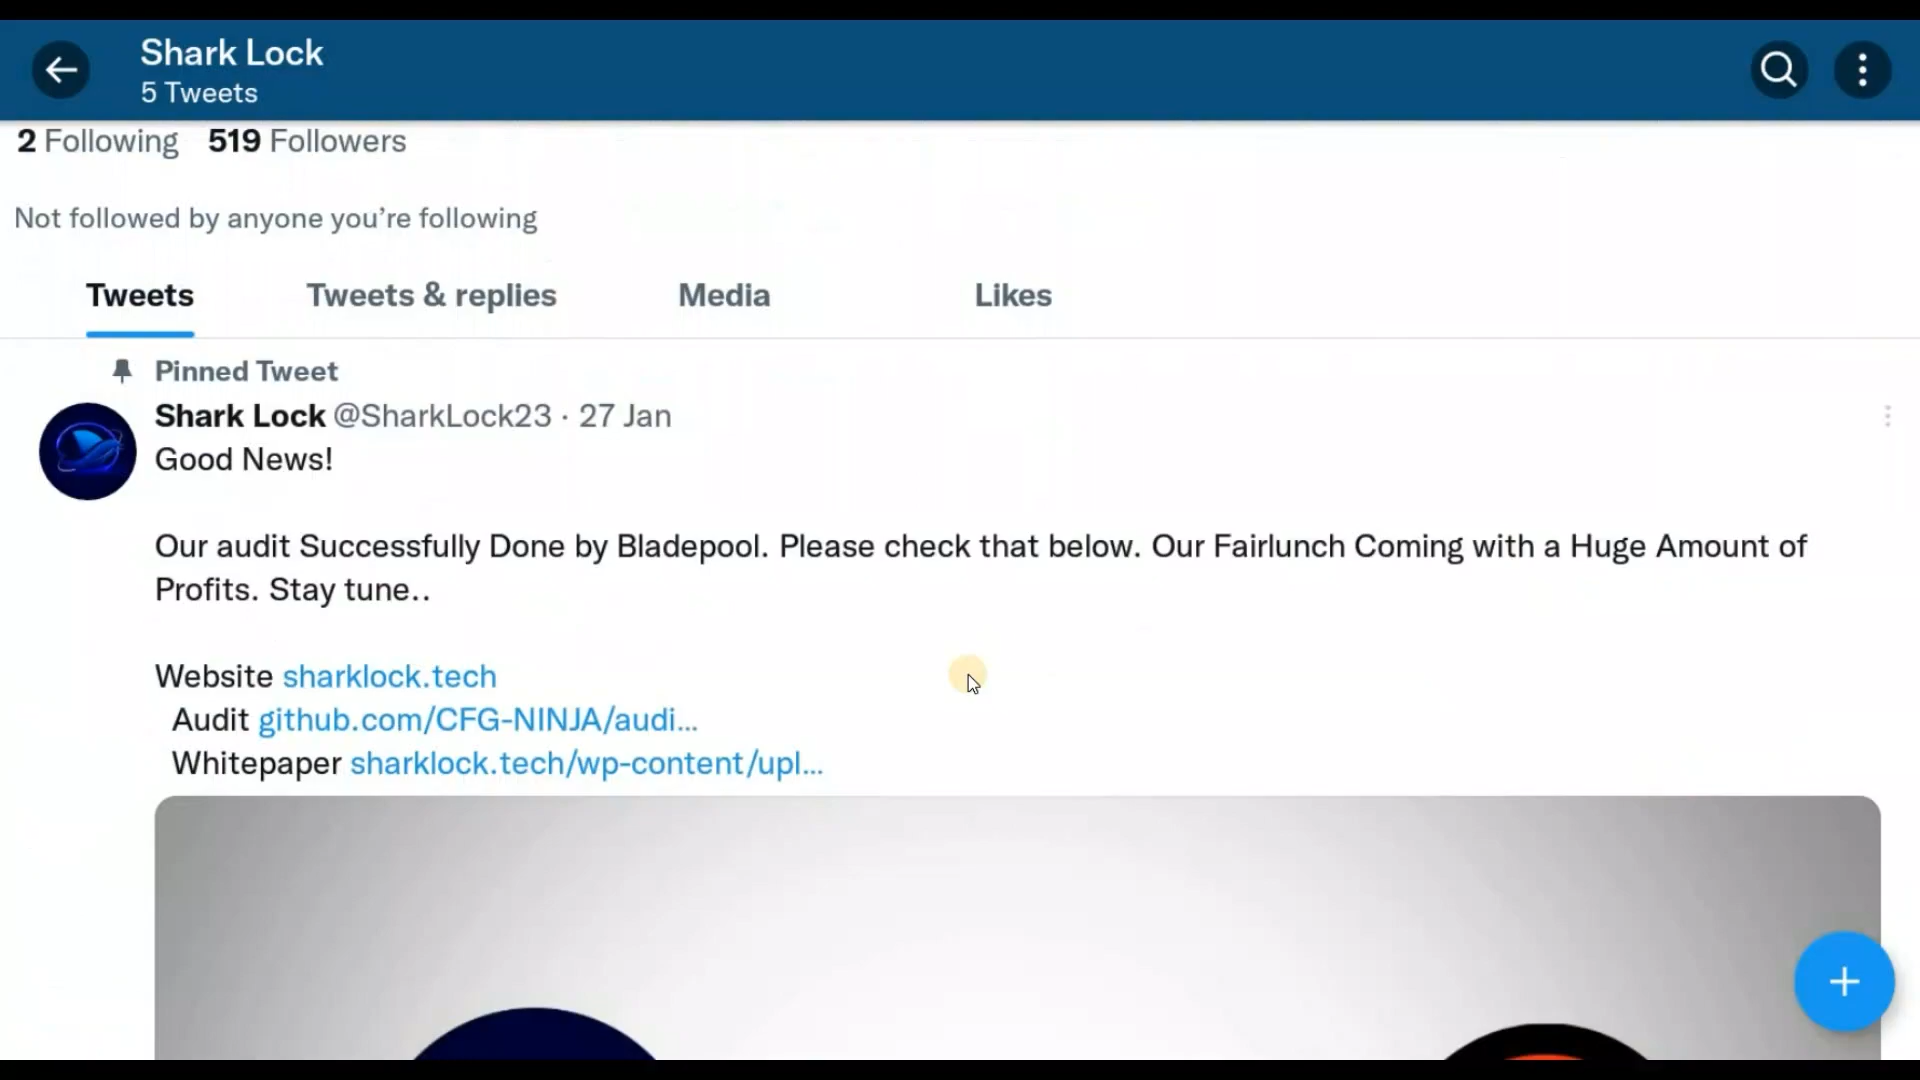 Shark Lock
5 Tweets
2 Following 519 Followers
Not followed by anyone you're following
Tweets Tweets & replies Media Likes
Pinned Tweet
Shark Lock @SharkLock23 · 27 Jan
Good News!
Our audit Successfully Done by Bladepool. Please check that below. Our Fairlunch Coming with a Huge Amount of
Profits. Stay tune..
Website sharklock.tech
Audit github.com/CFG-NINJA/audi...
Whitepaper sharklock.tech/wp-content/upl...